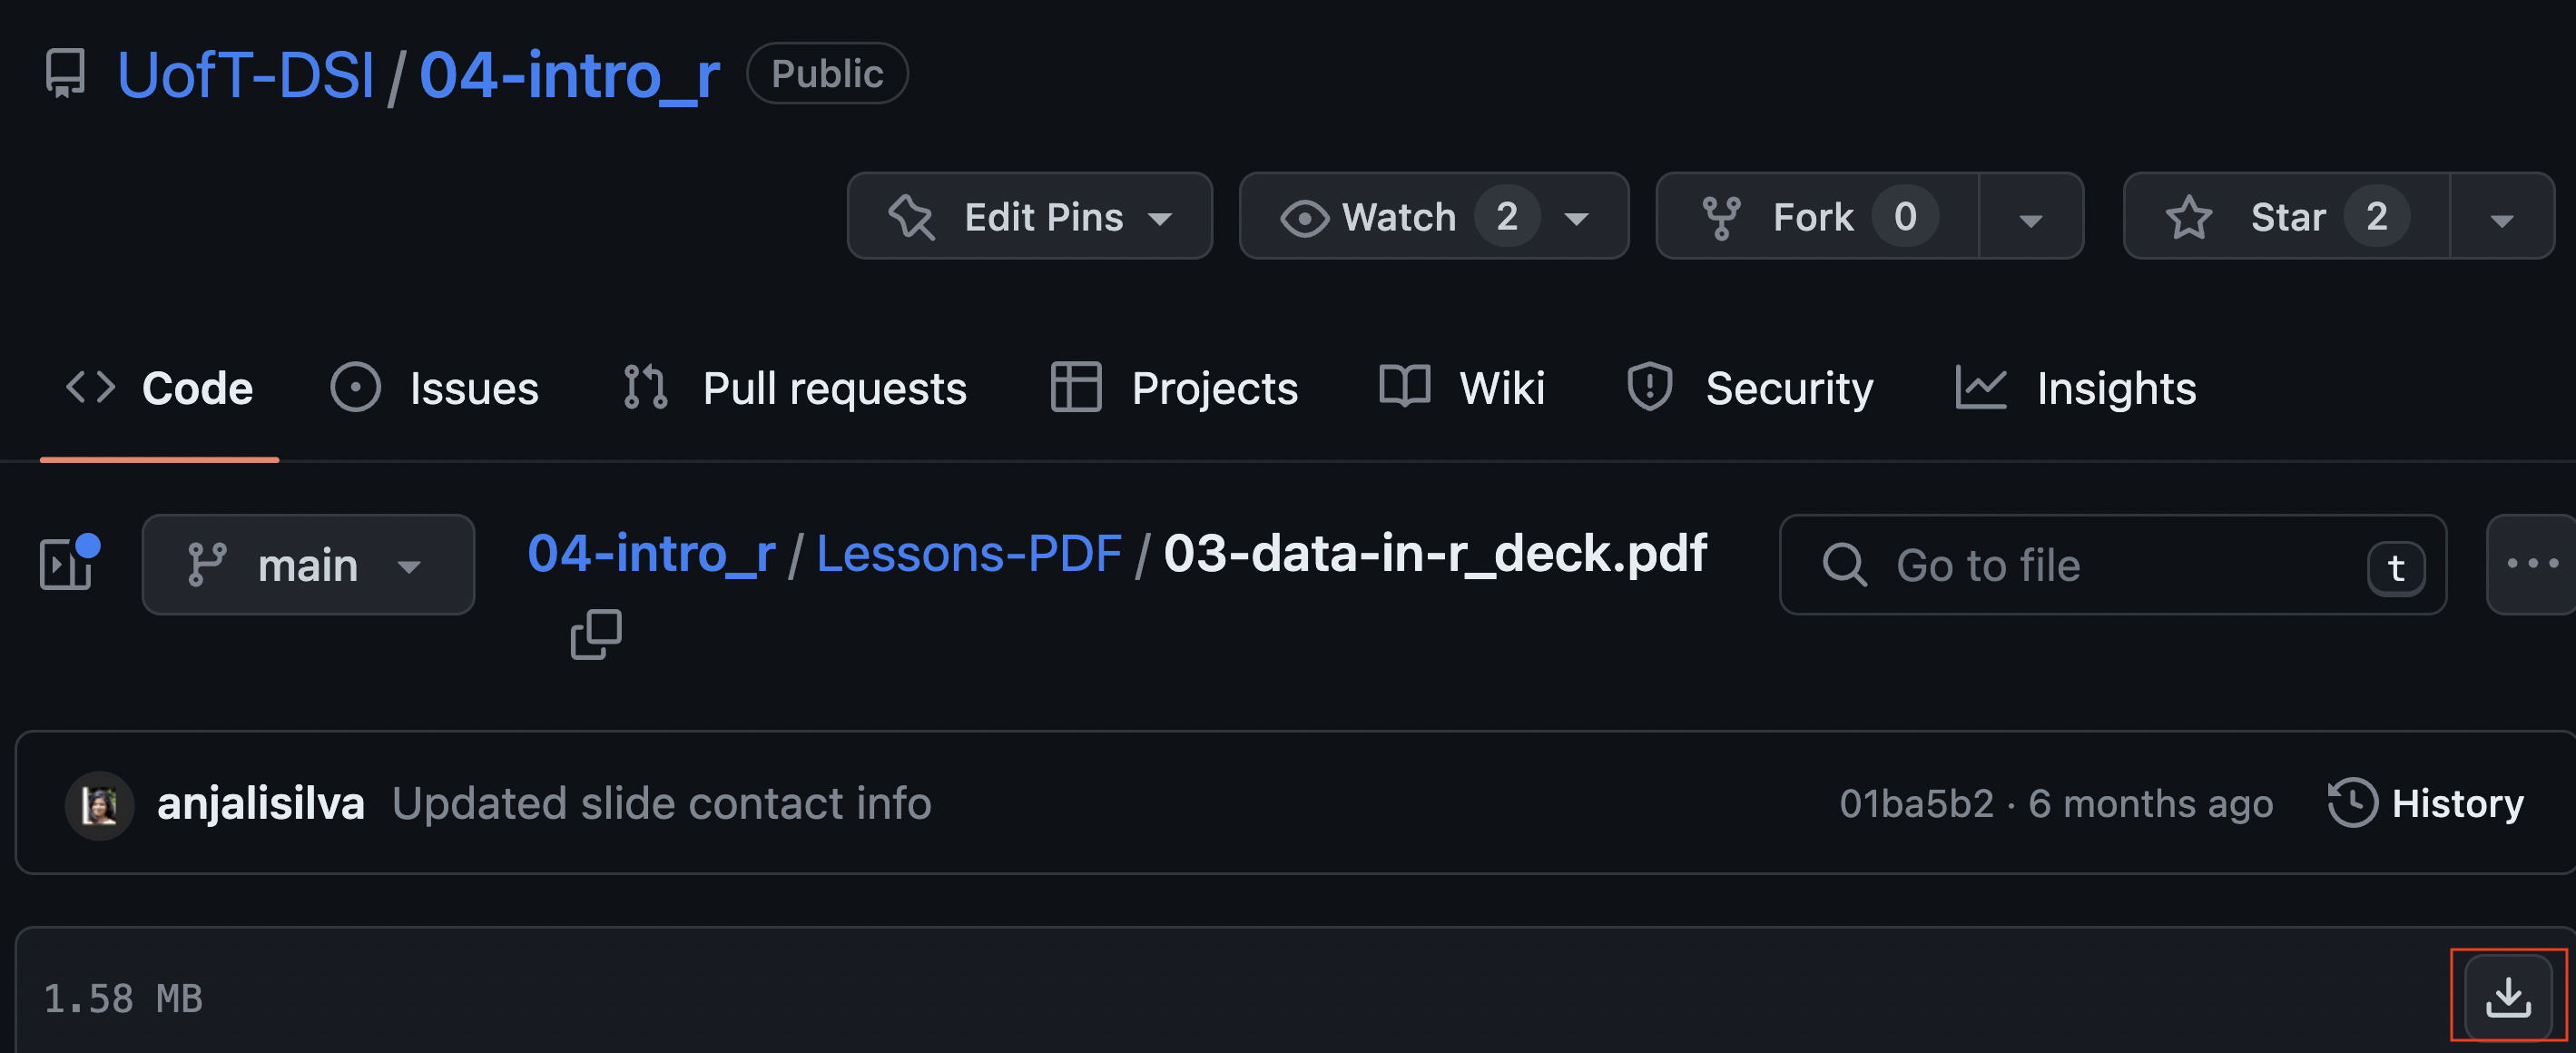 UofT-DSI / 04-intro_r Public
Edit Pins Watch 2 Fork 0 Star 2
Code Issues Pull requests Projects Wiki Security Insights
main 04-intro_r / Lessons-PDF / 03-data-in-r_deck.pdf Go to file t
anjalisilva Updated slide contact info 01ba5b2 · 6 months ago History
1.58 MB